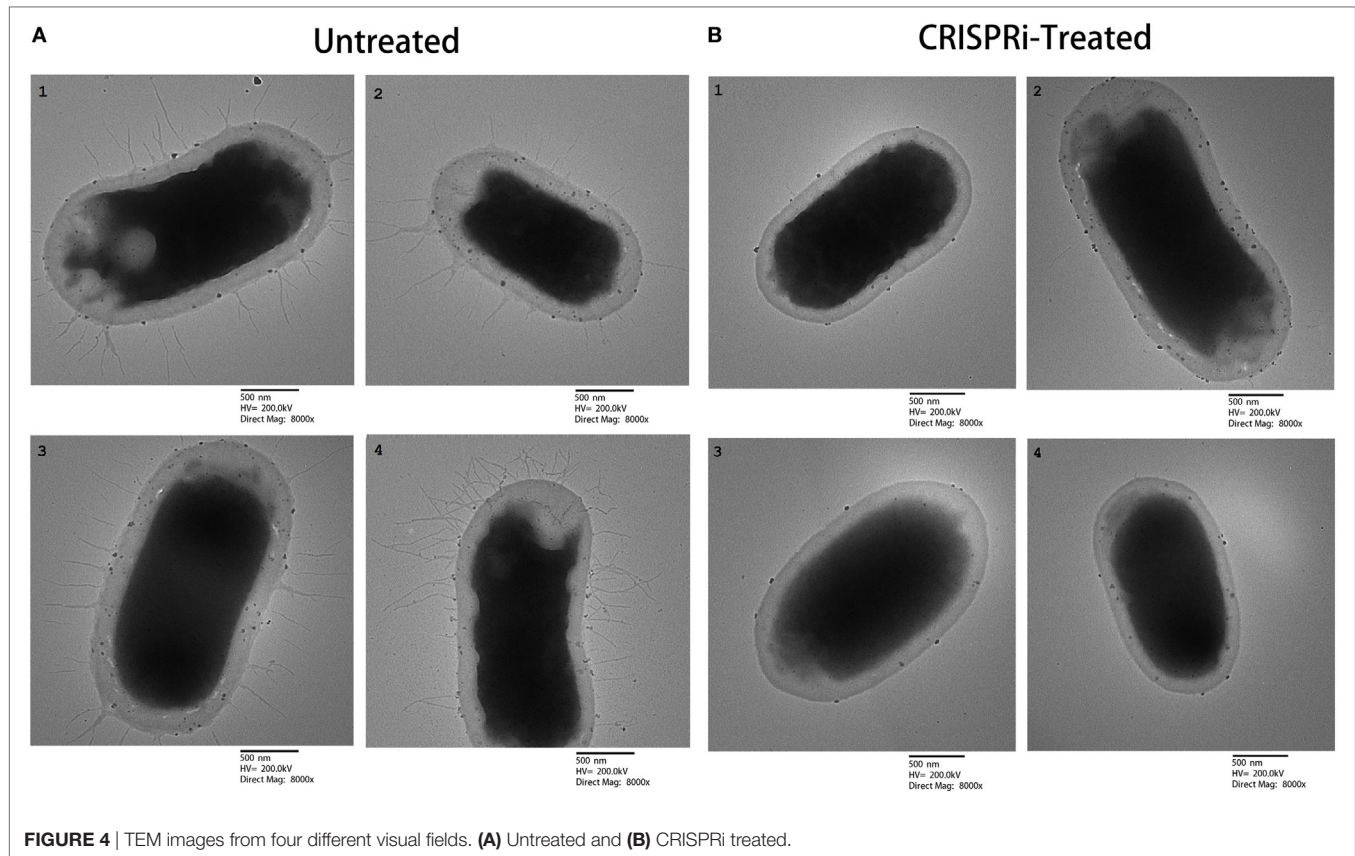 A
Untreated
B
CRISPRi-Treated
1
2
1
2
500 nm
HV= 200.0kV
Direct Mag: 8000x
500 nm
HV= 200.0kV
Direct Mag: 8000x
500 nm
HV= 200.0kV
Direct Mag: 8000x
500 nm
HV= 200.0kV
Direct Mag: 8000x
3
4
3
4
500 nm
HV= 200.0kV
Direct Mag: 8000x
500 nm
HV= 200.0kV
Direct Mag: 8000x
500 nm
HV= 200.0kV
Direct Mag: 8000x
500 nm
HV= 200.0kV
Direct Mag: 8000x
FIGURE 4 | TEM images from four different visual fields. (A) Untreated and (B) CRISPRi treated.